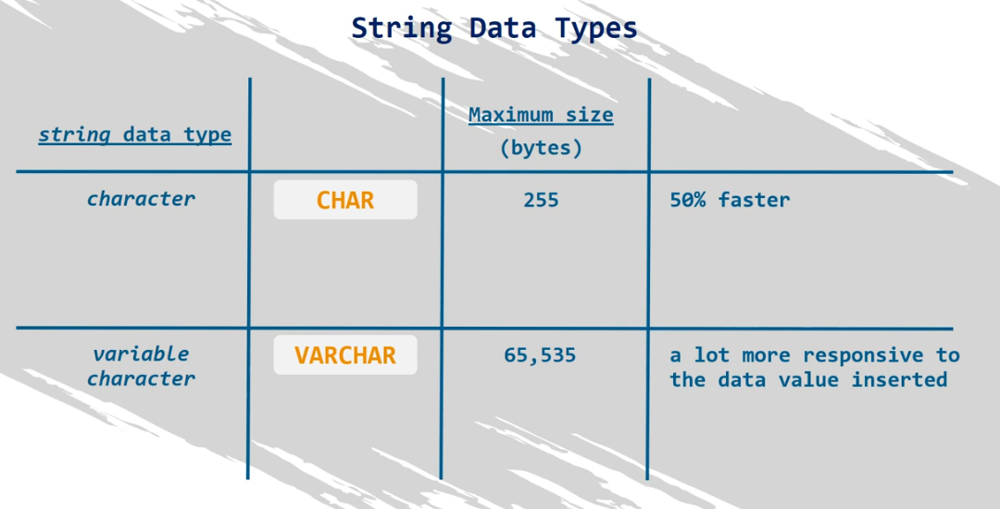 String Data Types
string data type
Maximum size
(bytes)
character
CHAR
255
50% faster
variable
character
VARCHAR
65,535
a lot more responsive to
the data value inserted